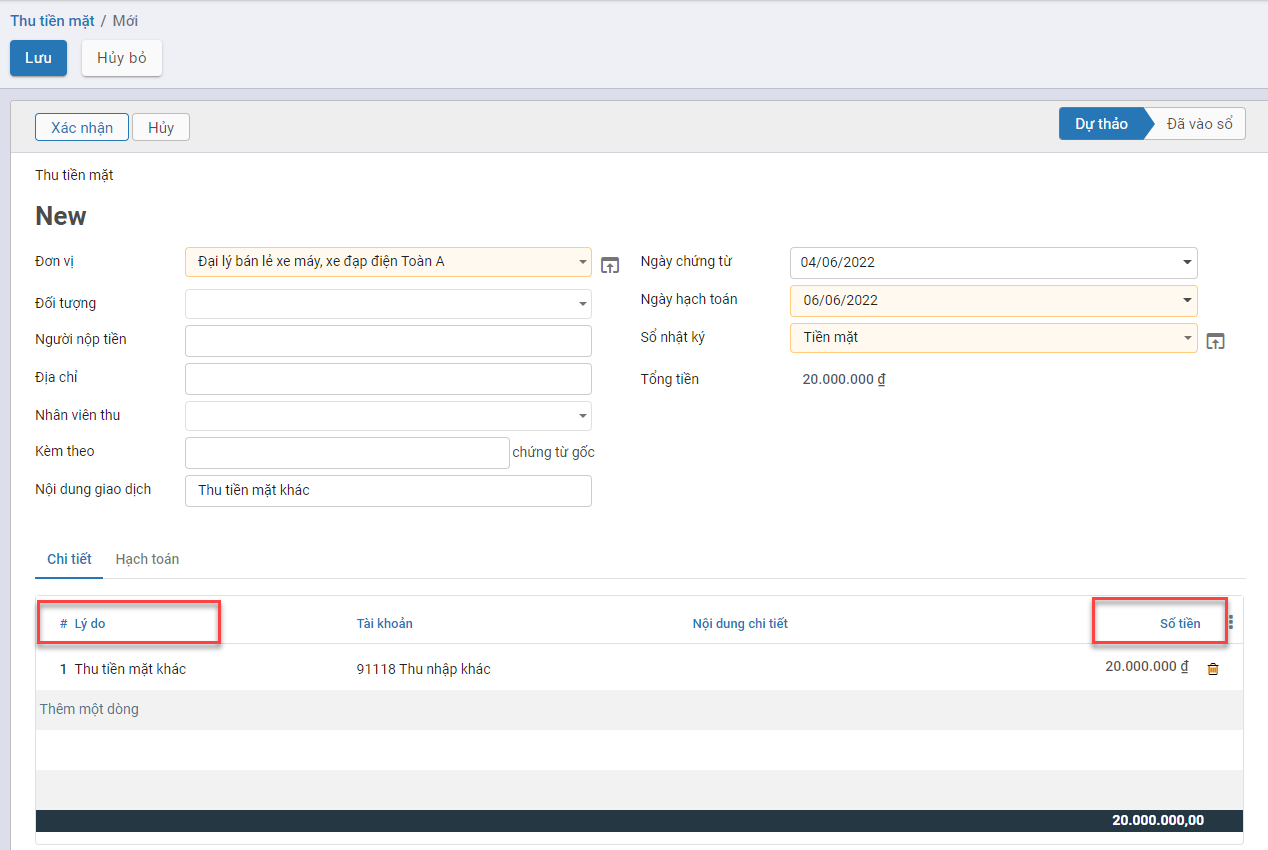 Thu tiền mặt / Mới
Lưu Hủy bỏ
Xác nhận Hủy Dự thảo Đã vào sổ
Thu tiền mặt
New
Đơn vị Đại lý bán lẻ xe máy, xe đạp điện Toàn A Ngày chứng từ 04/06/2022
Đối tượng Ngày hạch toán 06/06/2022
Người nộp tiền Sổ nhật ký Tiền mặt
Địa chỉ Tổng tiền 20.000.000 ₫
Nhân viên thu
Kèm theo chứng từ gốc
Nội dung giao dịch Thu tiền mặt khác
Chi tiết Hạch toán
# Lý do Tài khoản Nội dung chi tiết Số tiền
1 Thu tiền mặt khác 91118 Thu nhập khác 20.000.000 ₫
Thêm một dòng
20.000.000,00